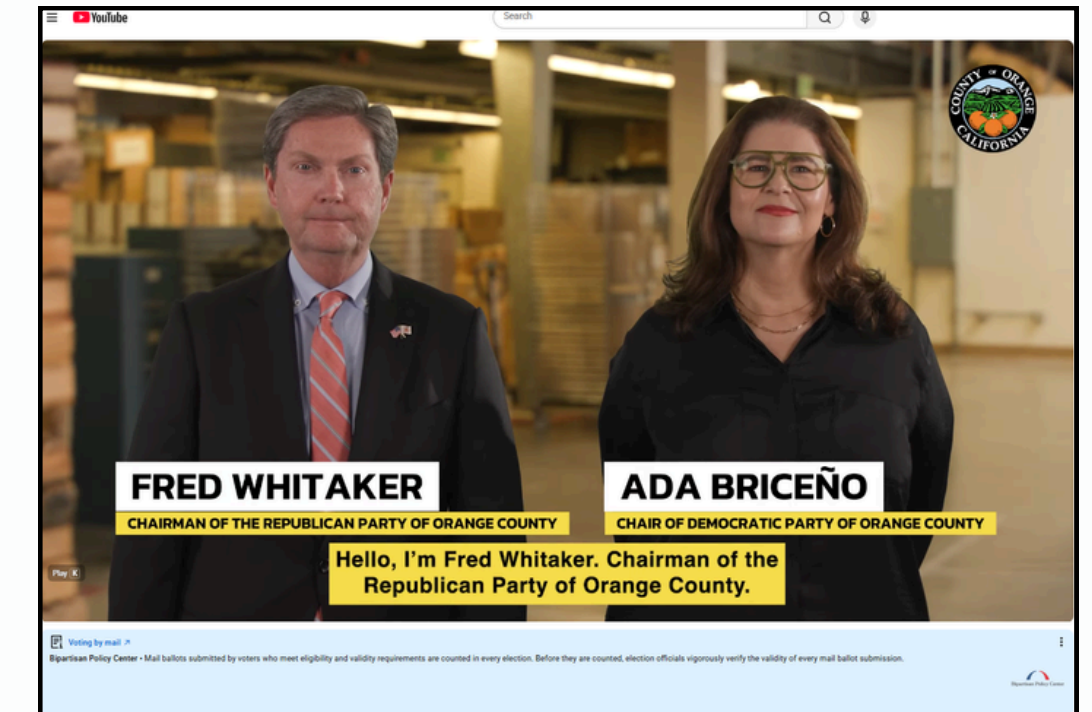 YouTube
Search
COUNTY OF ORANGE
CALIFORNIA
FRED WHITAKER
CHAIRMAN OF THE REPUBLICAN PARTY OF ORANGE COUNTY
ADA BRICEÑO
CHAIR OF DEMOCRATIC PARTY OF ORANGE COUNTY
Hello, I'm Fred Whitaker. Chairman of the
Republican Party of Orange County.
Play K
Voting by mail
Bipartisan Policy Center • Mail ballots submitted by voters who meet eligibility and validity requirements are counted in every election. Before they are counted, election officials vigorously verify the validity of every mail ballot submission.
Bipartisan Policy Center